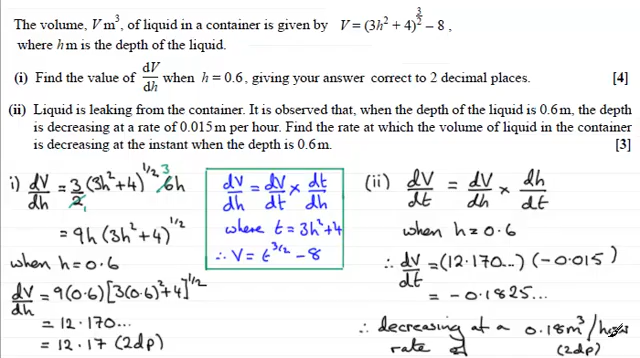 The volume, V m³, of liquid in a container is given by V = (3h² + 4)^(3/2) − 8,
where h m is the depth of the liquid.
(i) Find the value of dV/dh when h = 0.6, giving your answer correct to 2 decimal places. [4]
(ii) Liquid is leaking from the container. It is observed that, when the depth of the liquid is 0.6 m, the depth
is decreasing at a rate of 0.015 m per hour. Find the rate at which the volume of liquid in the container
is decreasing at the instant when the depth is 0.6 m. [3]
i) dV/dh = 3/2 (3h² + 4)^1/2 6h
3
1
= 9h (3h² + 4)^1/2
when h = 0.6
dV/dh = 9(0.6) [3(0.6)² + 4]^1/2
= 12.170...
= 12.17 (2dp)
dV/dh = dV/dt × dt/dh
where t = 3h² + 4
∴ V = t^3/2 − 8
(ii) dV/dt = dV/dh × dh/dt
when h = 0.6
∴ dV/dt = (12.170...) (−0.015)
= −0.1825...
∴ decreasing at a rate of 0.18 m³/hour
(2dp)